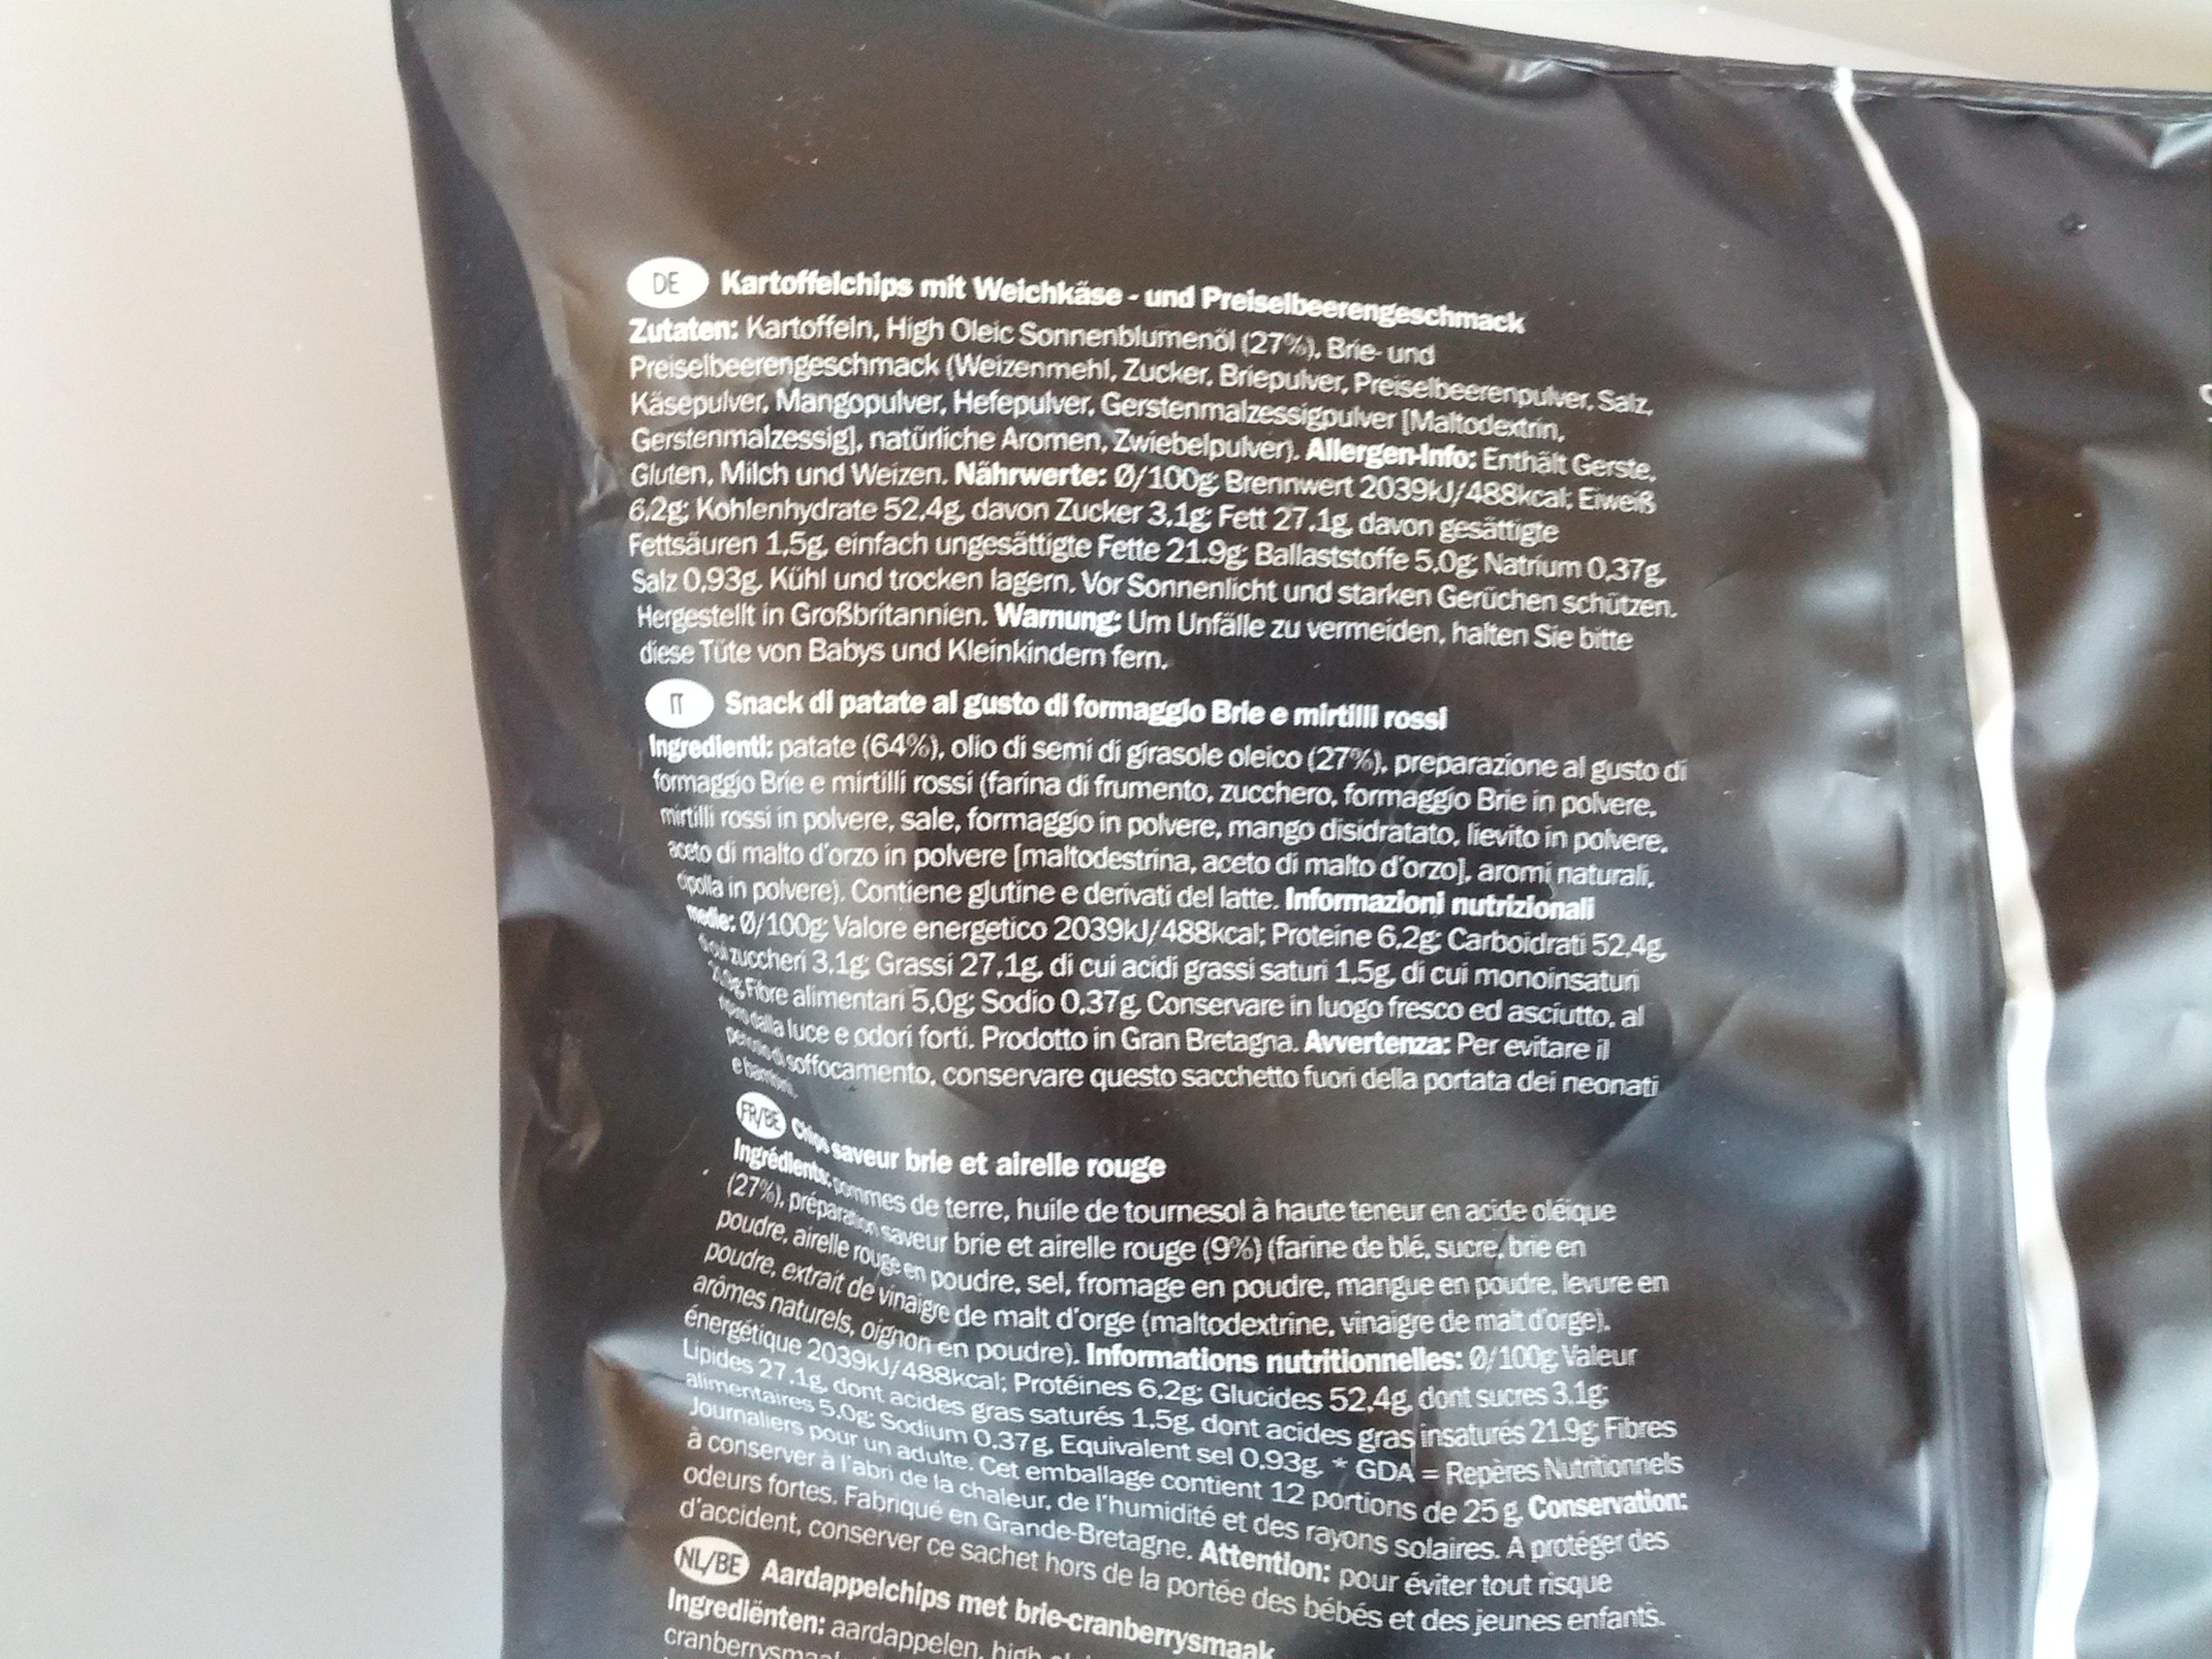 DE Kartoffelchips mit Weichkäse - und Preiselbeerengeschmack
Zutaten: Kartoffeln, High Oleic Sonnenblumenöl (27%), Brie- und
Preiselbeerengeschmack (Weizenmehl, Zucker, Briepulver, Preiselbeerenpulver, Salz,
Käsepulver, Mangopulver, Hefepulver, Gerstenmalzessigpulver [Maltodextrin,
Gerstenmalzessig], natürliche Aromen, Zwiebelpulver). Allergen-Info: Enthält Gerste,
Gluten, Milch und Weizen. Nährwerte: Ø/100g: Brennwert 2039kJ/488kcal; Eiweiß
6,2g; Kohlenhydrate 52,4g, davon Zucker 3,1g; Fett 27,1g, davon gesättigte
Fettsäuren 1,5g, einfach ungesättigte Fette 21.9g; Ballaststoffe 5,0g; Natrium 0,37g,
Salz 0,93g. Kühl und trocken lagern. Vor Sonnenlicht und starken Gerüchen schützen.
Hergestellt in Großbritannien. Warnung: Um Unfälle zu vermeiden, halten Sie bitte
diese Tüte von Babys und Kleinkindern fern.
IT Snack di patate al gusto di formaggio Brie e mirtilli rossi
Ingredienti: patate (64%), olio di semi di girasole oleico (27%), preparazione al gusto di
formaggio Brie e mirtilli rossi (farina di frumento, zucchero, formaggio Brie in polvere,
mirtilli rossi in polvere, sale, formaggio in polvere, mango disidratato, lievito in polvere,
aceto di malto d'orzo in polvere [maltodestrina, aceto di malto d'orzo], aromi naturali,
cipolla in polvere). Contiene glutine e derivati del latte. Informazioni nutrizionali
medie: Ø/100g: Valore energetico 2039kJ/488kcal; Proteine 6,2g; Carboidrati 52,4g,
di cui zuccheri 3,1g; Grassi 27,1g, di cui acidi grassi saturi 1,5g, di cui monoinsaturi
21,9g; Fibre alimentari 5,0g; Sodio 0,37g. Conservare in luogo fresco ed asciutto, al
riparo dalla luce e odori forti. Prodotto in Gran Bretagna. Avvertenza: Per evitare il
pericolo di soffocamento, conservare questo sacchetto fuori della portata dei neonati
e bambini.
FR/BE Chips saveur brie et airelle rouge
Ingrédients: pommes de terre, huile de tournesol à haute teneur en acide oléique
(27%), préparation saveur brie et airelle rouge (9%) (farine de blé, sucre, brie en
poudre, airelle rouge en poudre, sel, fromage en poudre, mangue en poudre, levure en
poudre, extrait de vinaigre de malt d'orge (maltodextrine, vinaigre de malt d'orge),
arômes naturels, oignon en poudre). Informations nutritionnelles: Ø/100g: Valeur
énergétique 2039kJ/488kcal; Protéines 6,2g; Glucides 52,4g, dont sucres 3,1g;
Lipides 27,1g, dont acides gras saturés 1,5g, dont acides gras insaturés 21.9g; Fibres
alimentaires 5,0g; Sodium 0,37g, Equivalent sel 0,93g. * GDA = Repères Nutritionnels
Journaliers pour un adulte. Cet emballage contient 12 portions de 25 g. Conservation:
à conserver à l'abri de la chaleur, de l'humidité et des rayons solaires. A protéger des
odeurs fortes. Fabriqué en Grande-Bretagne. Attention: pour éviter tout risque
d'accident, conserver ce sachet hors de la portée des bébés et des jeunes enfants.
NL/BE Aardappelchips met brie-cranberrysmaak
Ingrediënten: aardappelen, high